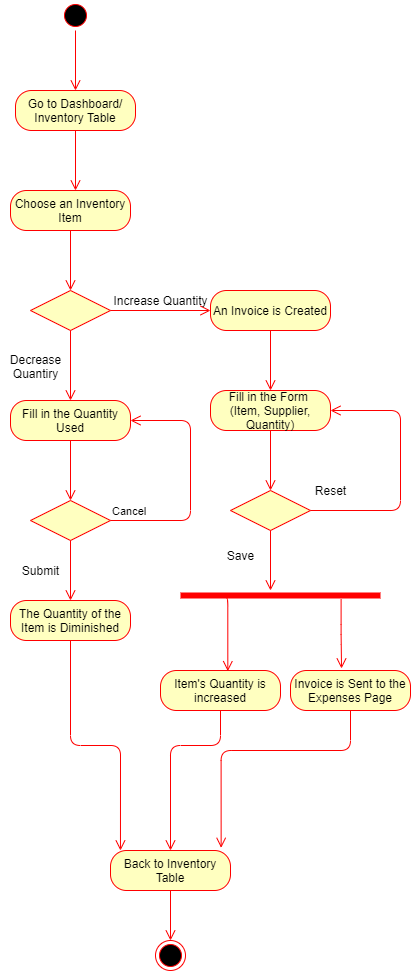 Go to Dashboard/
Inventory Table
Choose an Inventory
Item
Increase Quantity
An Invoice is Created
Decrease
Quantiry
Fill in the Quantity
Used
Fill in the Form
(Item, Supplier,
Quantity)
Cancel
Reset
Submit
Save
The Quantity of the
Item is Diminished
Item's Quantity is
increased
Invoice is Sent to the
Expenses Page
Back to Inventory
Table